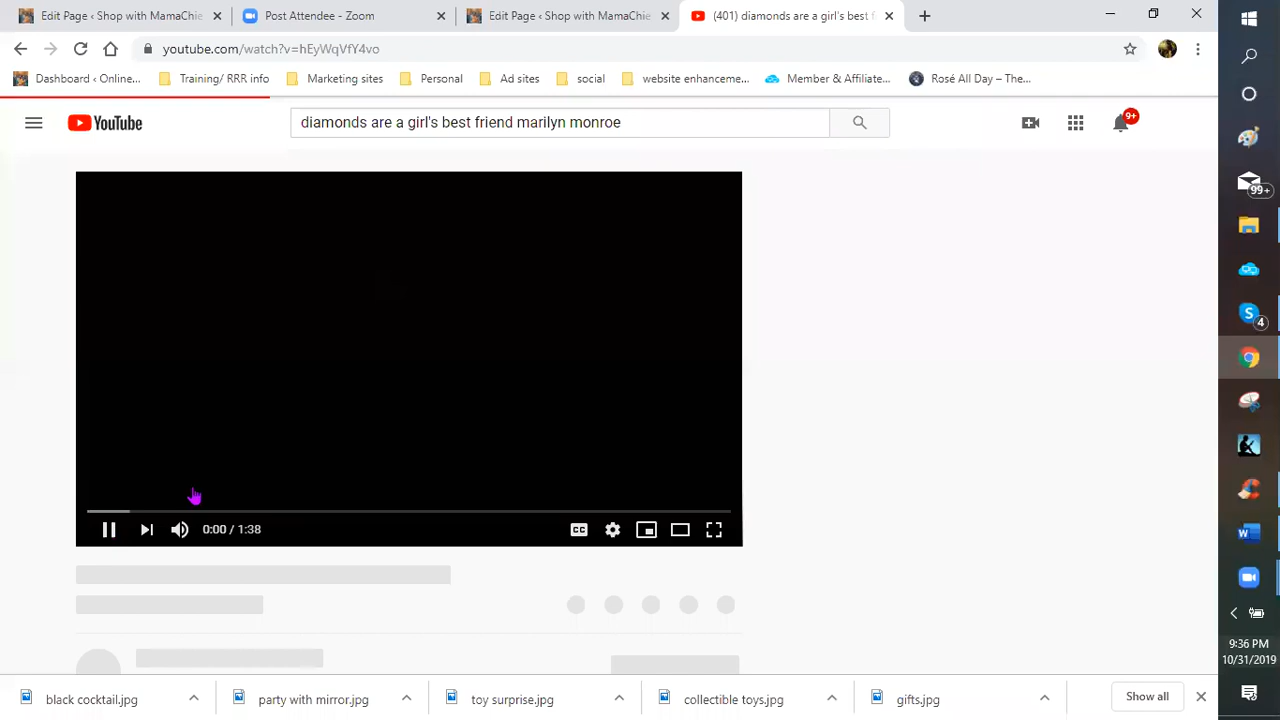 Edit Page ‹ Shop with MamaChie
Post Attendee - Zoom
Edit Page ‹ Shop with MamaChie
(401) diamonds are a girl's best f
youtube.com/watch?v=hEyWqVfY4vo
Dashboard ‹ Online...
Training/ RRR info
Marketing sites
Personal
Ad sites
social
website enhanceme...
Member & Affiliate...
Rosé All Day – The...
YouTube
diamonds are a girl's best friend marilyn monroe
9+
99+
4
0:00 / 1:38
CC
9:36 PM
10/31/2019
black cocktail.jpg
party with mirror.jpg
toy surprise.jpg
collectible toys.jpg
gifts.jpg
Show all